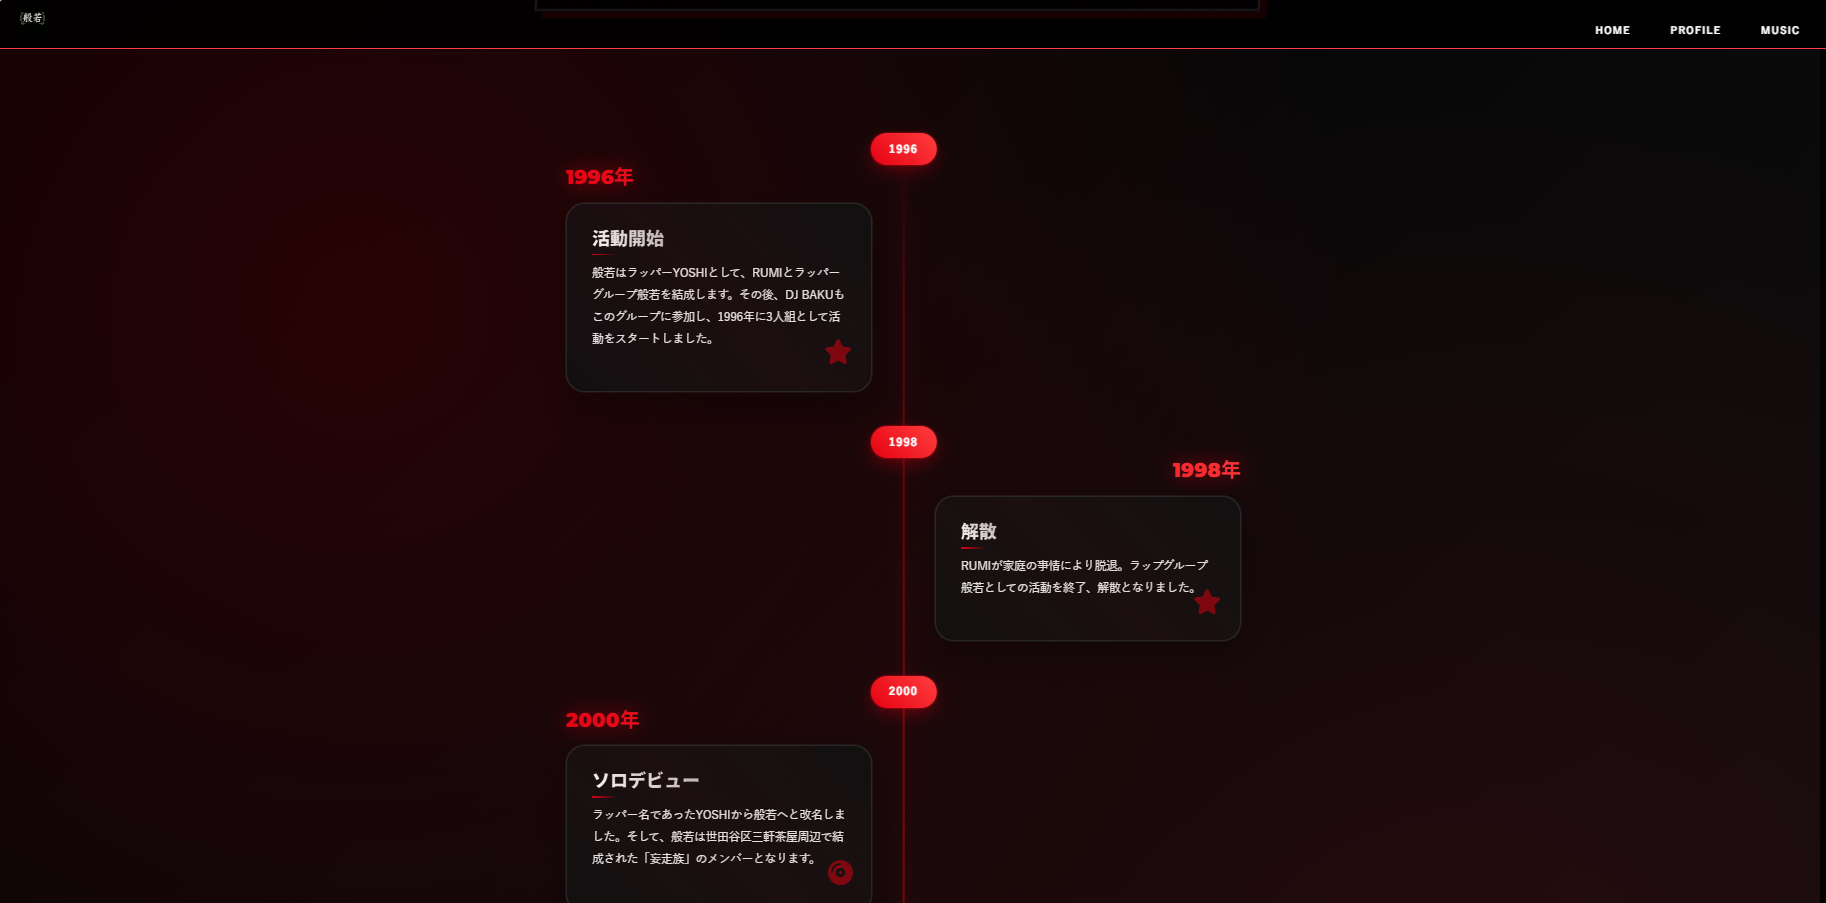 般若
HOME
PROFILE
MUSIC
1996
1996年
活動開始
般若はラッパーYOSHIとして、RUMIとラッパー
グループ般若を結成します。その後、DJ BAKUも
このグループに参加し、1996年に3人組として活
動をスタートしました。
1998
1998年
解散
RUMIが家庭の事情により脱退。ラップグループ
般若としての活動を終了、解散となりました。
2000
2000年
ソロデビュー
ラッパー名であったYOSHIから般若へと改名しま
した。そして、般若は世田谷区三軒茶屋周辺で結
成された「妄走族」のメンバーとなります。